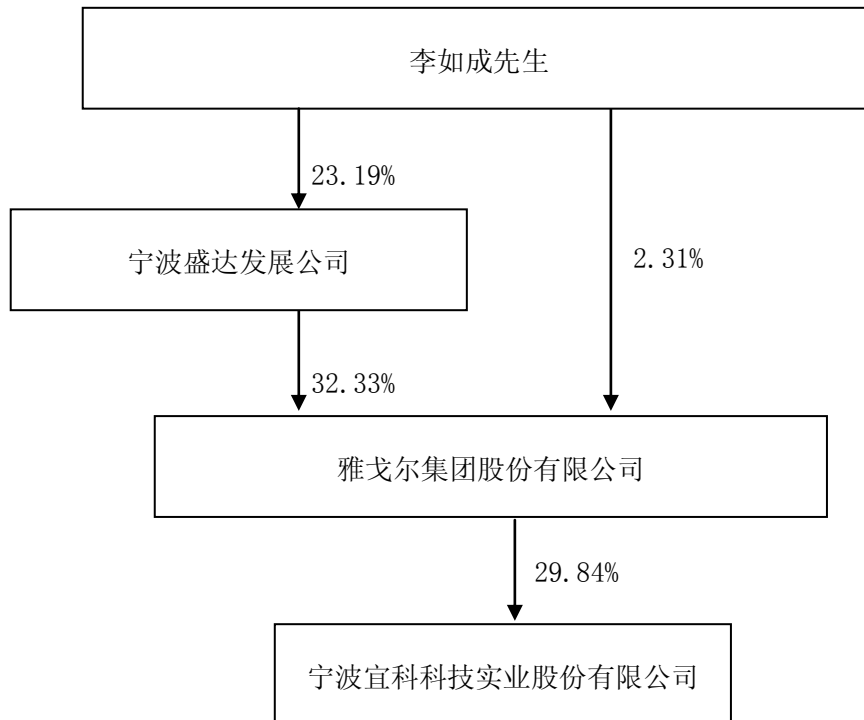 李如成先生
23.19%
宁波盛达发展公司
2.31%
32.33%
雅戈尔集团股份有限公司
29.84%
宁波宜科科技实业股份有限公司